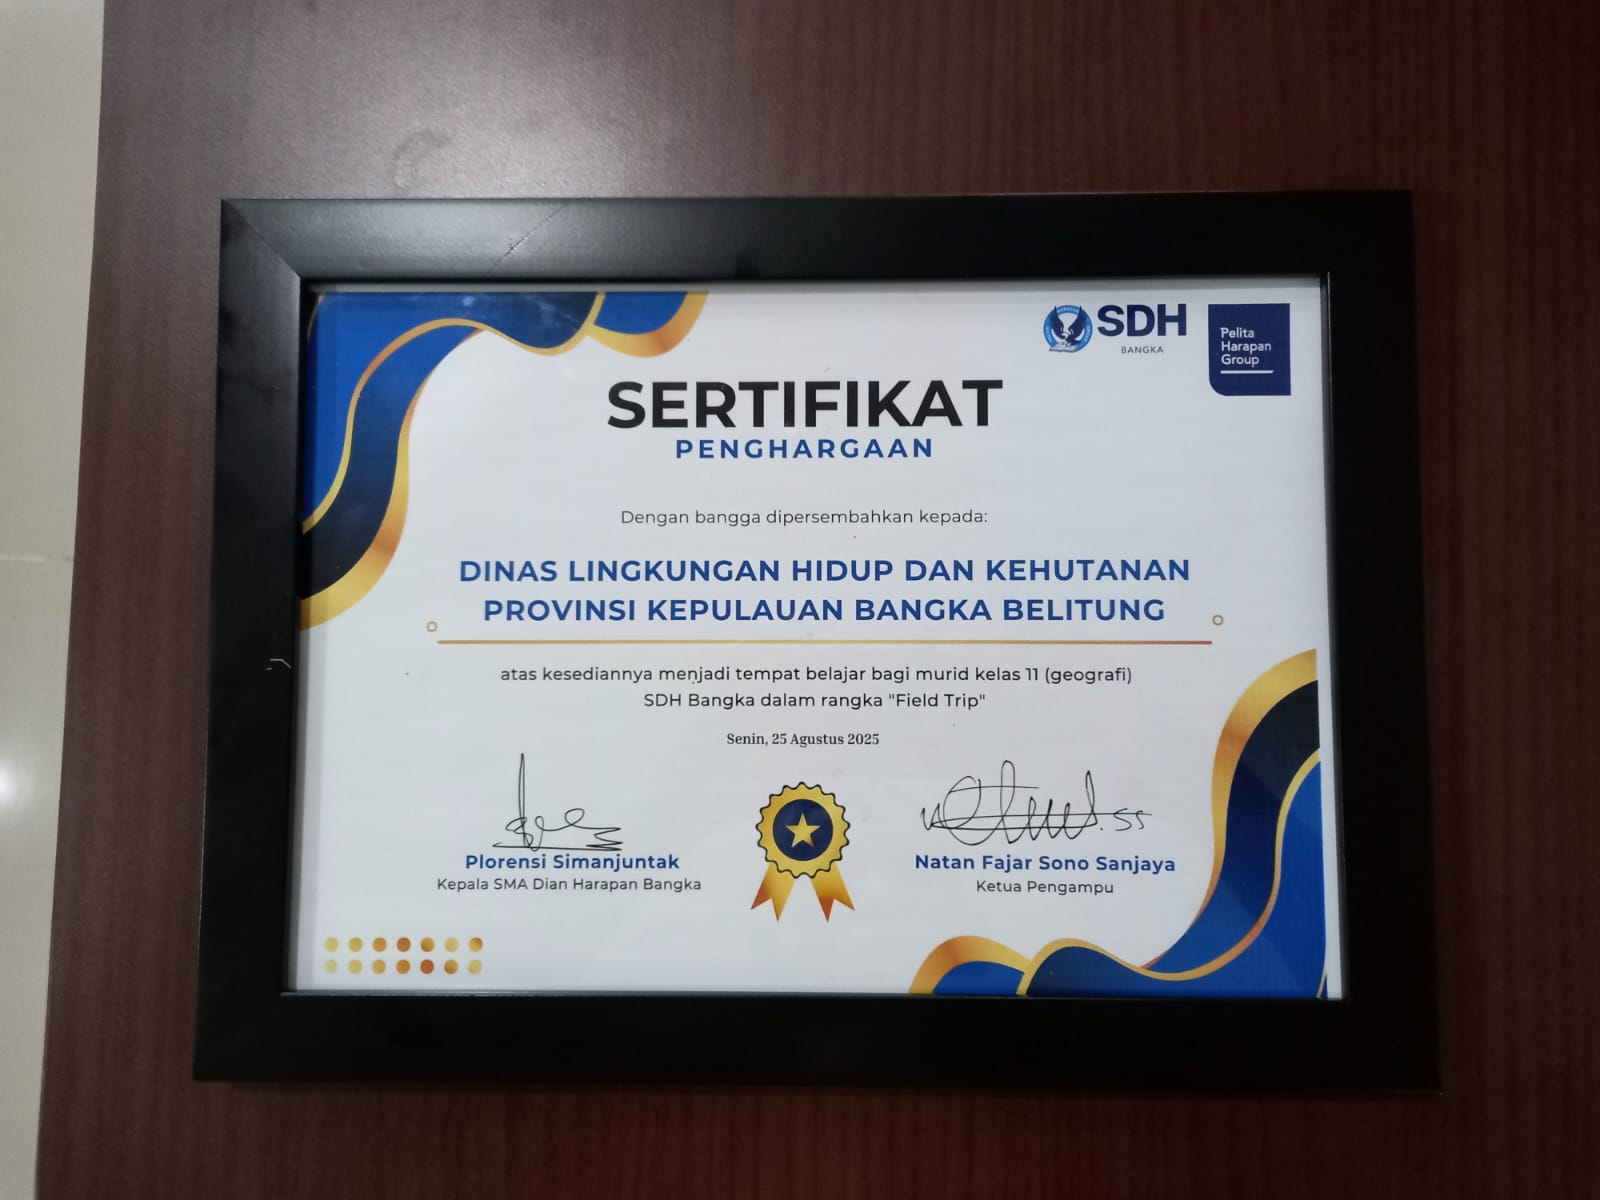 SDH
BANGKA
Pelita
Harapan
Group
SERTIFIKAT
PENGHARGAAN
Dengan bangga dipersembahkan kepada:
DINAS LINGKUNGAN HIDUP DAN KEHUTANAN
PROVINSI KEPULAUAN BANGKA BELITUNG
atas kesediannya menjadi tempat belajar bagi murid kelas 11 (geografi)
SDH Bangka dalam rangka "Field Trip"
Senin, 25 Agustus 2025
Plorensi Simanjuntak
Kepala SMA Dian Harapan Bangka
Natan Fajar Sono Sanjaya
Ketua Pengampu